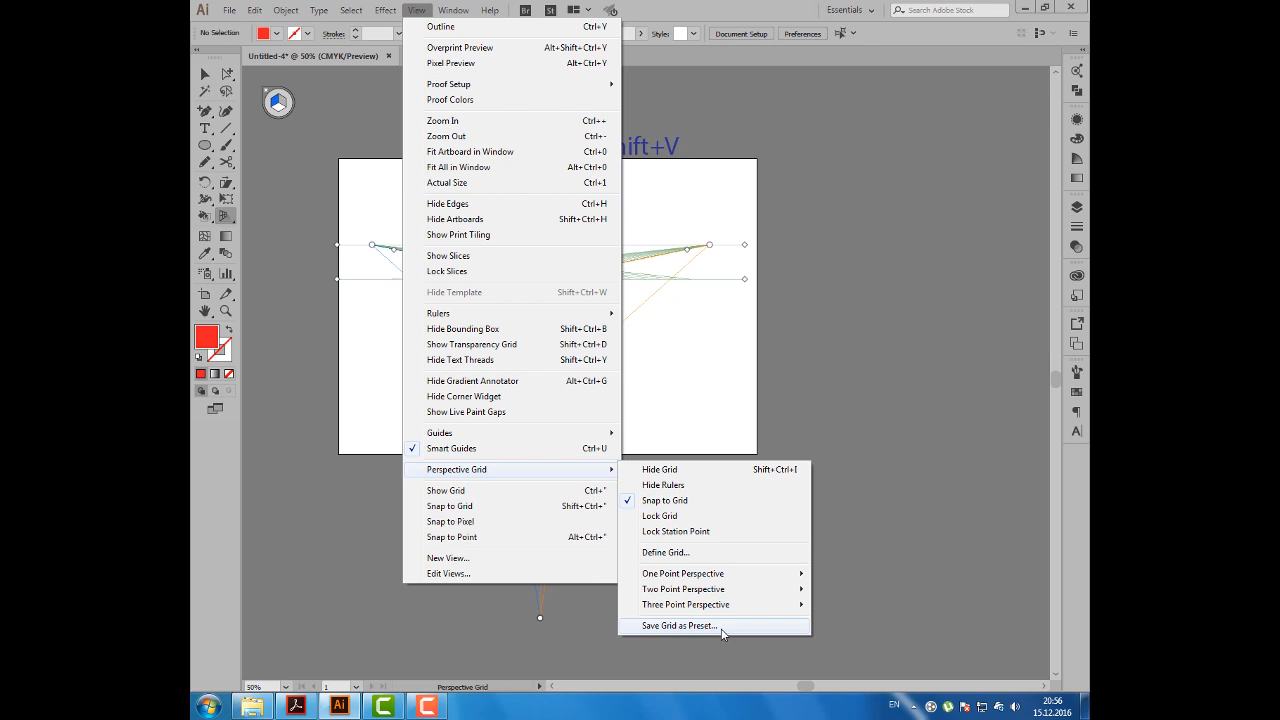 Ai File Edit Object Type Select Effect View Window Help Br St Essentials Search Adobe Stock
No Selection Stroke: Style: Document Setup Preferences
Untitled-4* @ 50% (CMYK/Preview)
Outline Ctrl+Y
Overprint Preview Alt+Shift+Ctrl+Y
Pixel Preview Alt+Ctrl+Y
Proof Setup
Proof Colors
Zoom In Ctrl++
Zoom Out Ctrl+-
hift+V
Fit Artboard in Window Ctrl+0
Fit All in Window Alt+Ctrl+0
Actual Size Ctrl+1
Hide Edges Ctrl+H
Hide Artboards Shift+Ctrl+H
Show Print Tiling
Show Slices
Lock Slices
Hide Template Shift+Ctrl+W
Rulers
Hide Bounding Box Shift+Ctrl+B
Show Transparency Grid Shift+Ctrl+D
Hide Text Threads Shift+Ctrl+Y
Hide Gradient Annotator Alt+Ctrl+G
Hide Corner Widget
Show Live Paint Gaps
Guides
Smart Guides Ctrl+U
Perspective Grid
Show Grid Ctrl+"
Snap to Grid Shift+Ctrl+"
Snap to Pixel
Snap to Point Alt+Ctrl+"
New View...
Edit Views...
Hide Grid Shift+Ctrl+I
Hide Rulers
Snap to Grid
Lock Grid
Lock Station Point
Define Grid...
One Point Perspective
Two Point Perspective
Three Point Perspective
Save Grid as Preset...
50% 1 Perspective Grid
Ai C C EN 20:56
15.12.2016